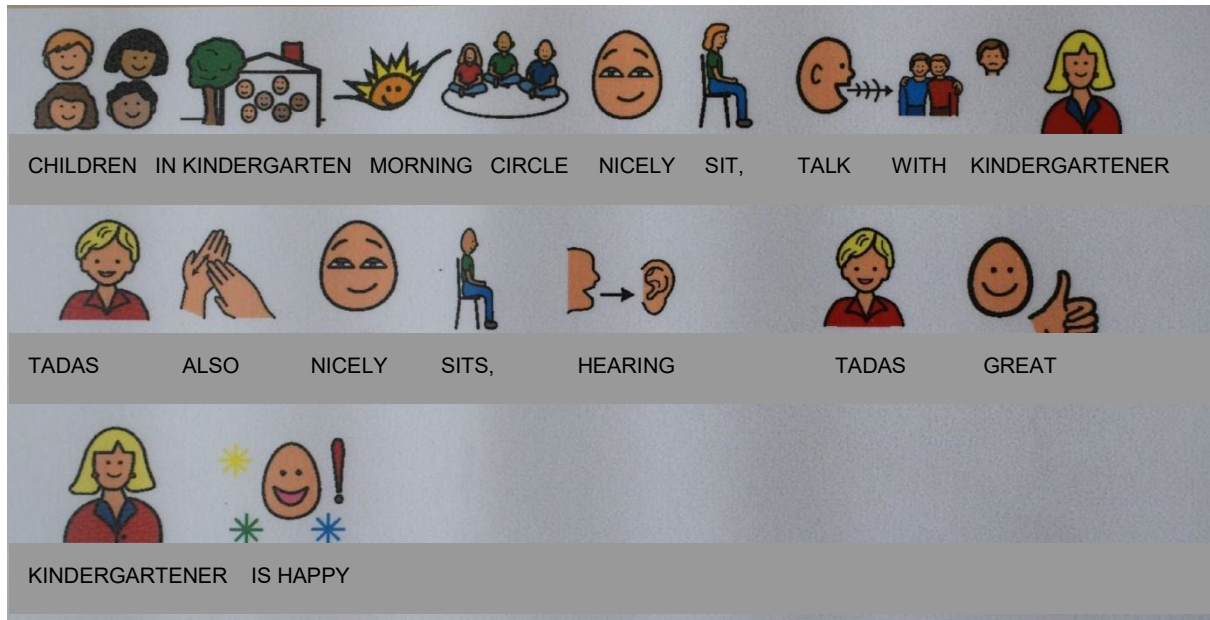 CHILDREN IN KINDERGARTEN MORNING CIRCLE NICELY SIT, TALK WITH KINDERGARTENER
TADAS ALSO NICELY SITS, HEARING TADAS GREAT
KINDERGARTENER IS HAPPY